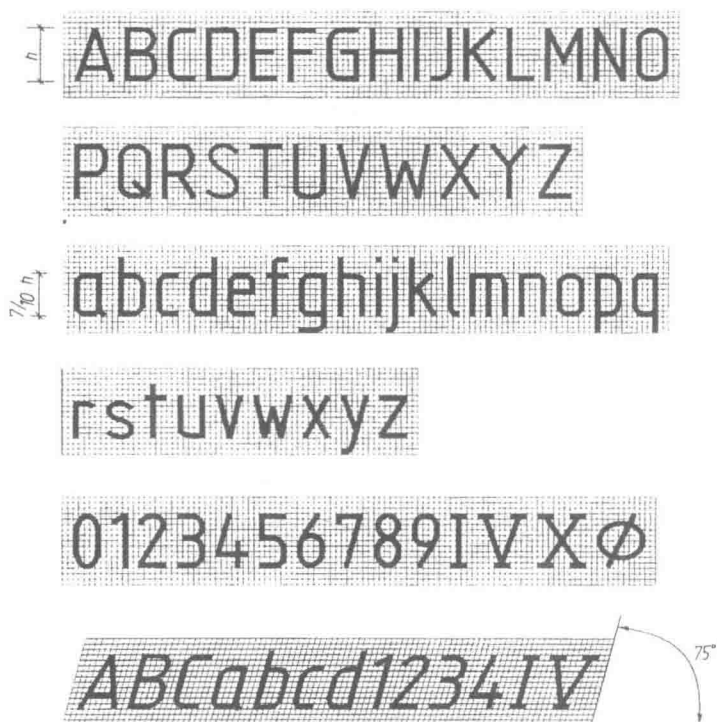 h ABCDEFGHIJKLMNO
PQRSTUVWXYZ
7/10 h abcdefghijklmnopq
rstuvwxyz
0123456789IVXØ
ABCabcd1234IV 75°